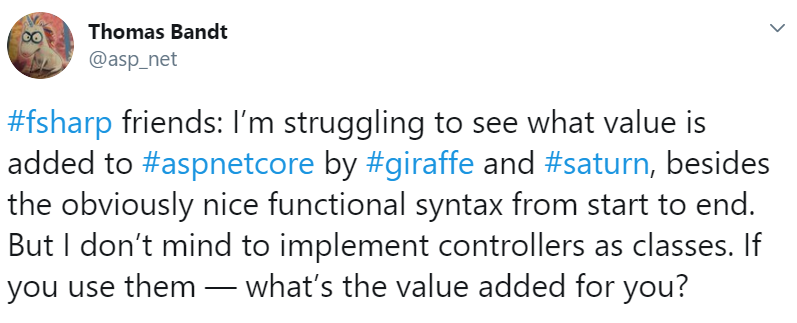 Thomas Bandt
@asp_net
#fsharp friends: I'm struggling to see what value is
added to #aspnetcore by #giraffe and #saturn, besides
the obviously nice functional syntax from start to end.
But I don't mind to implement controllers as classes. If
you use them — what's the value added for you?